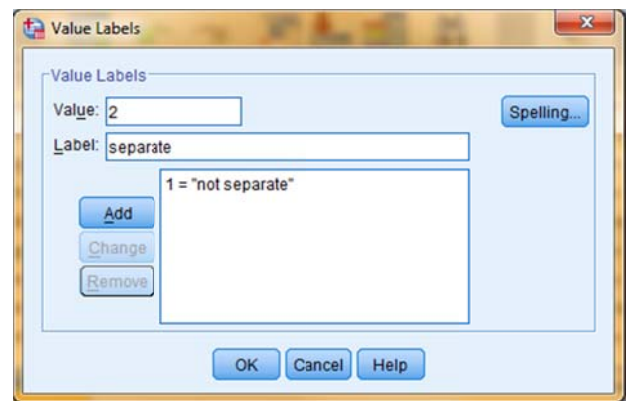 Value Labels
Value Labels
Value: 2
Spelling...
Label: separate
1 = "not separate"
Add
Change
Remove
OK Cancel Help